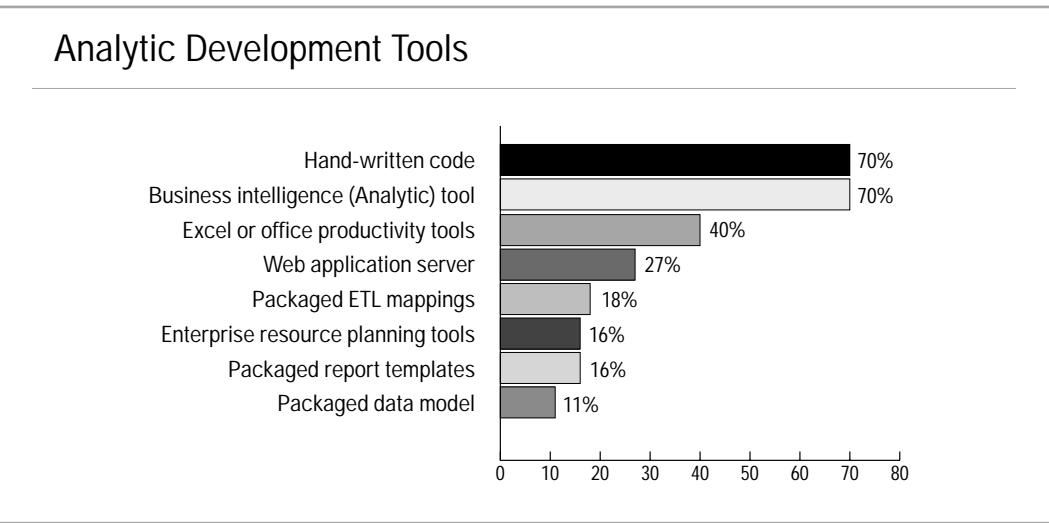 Analytic Development Tools
Hand-written code 70%
Business intelligence (Analytic) tool 70%
Excel or office productivity tools 40%
Web application server 27%
Packaged ETL mappings 18%
Enterprise resource planning tools 16%
Packaged report templates 16%
Packaged data model 11%
0 10 20 30 40 50 60 70 80